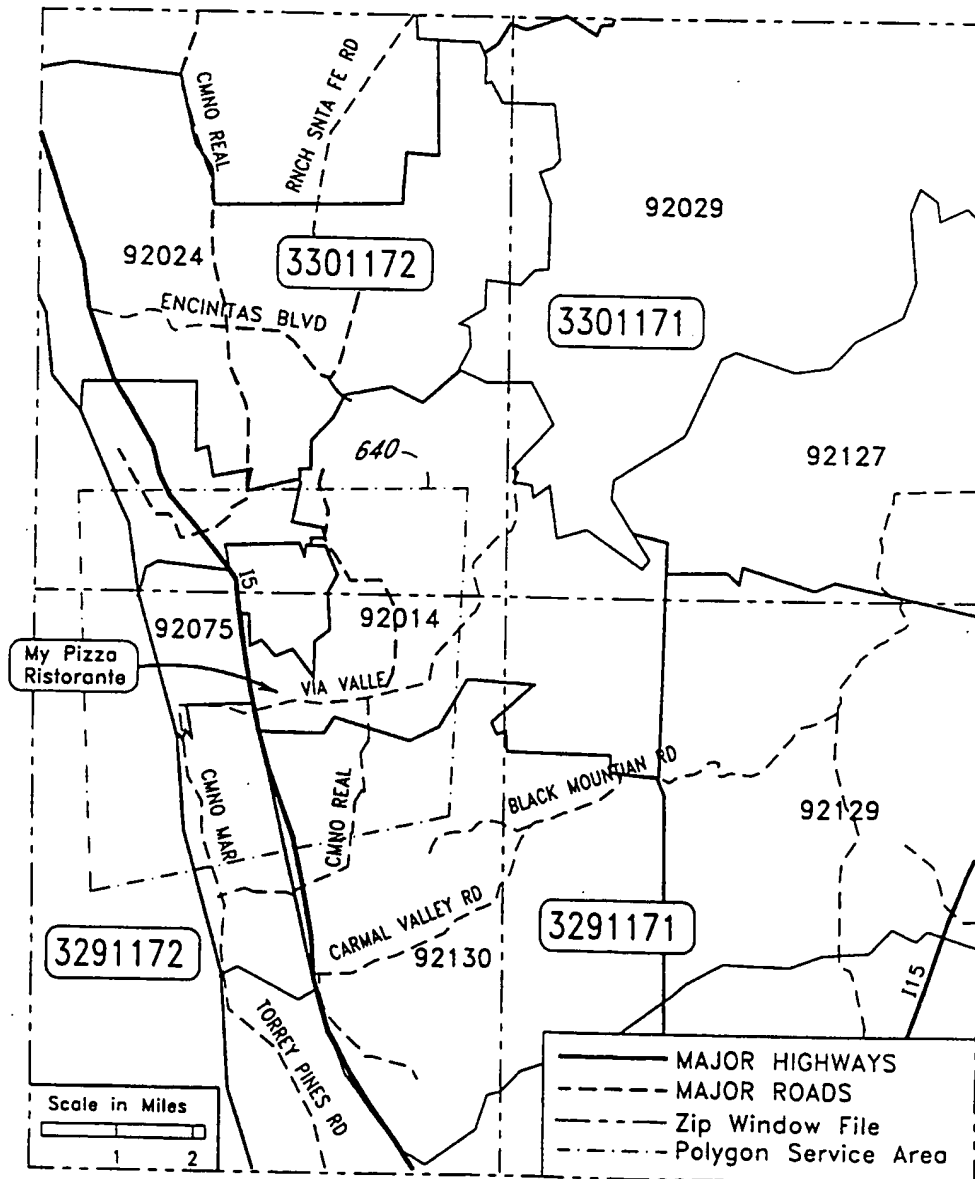 CMNO REAL
RNCH SNTA FE RD
92029
92024
3301172
ENCINITAS BLVD
3301171
640
92127
I5
92075
92014
My Pizza
Ristorante
VIA VALLE
BLACK MOUNTIAN RD
CMNO MAR
CMNO REAL
92129
CARMAL VALLEY RD
3291172
92130
3291171
I15
TORREY PINES RD
MAJOR HIGHWAYS
MAJOR ROADS
Zip Window File
Polygon Service Area
Scale in Miles
1 2